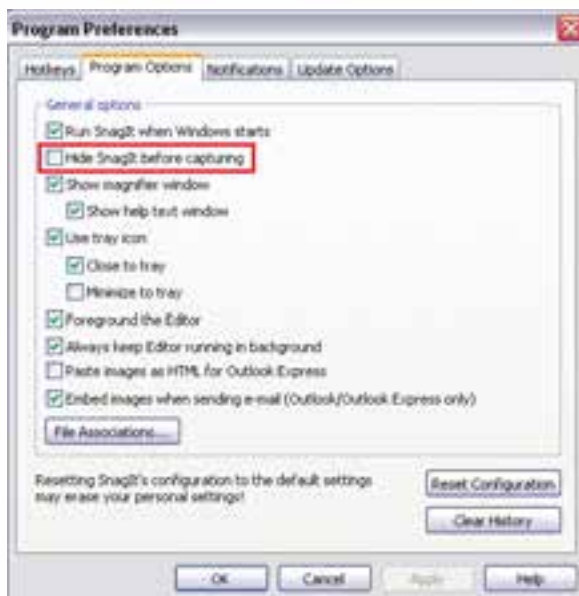 Program Preferences
Hotkeys Program Options Notifications Update Options
General options
Run SnagIt when Windows starts
Hide SnagIt before capturing
Show magnifier window
Show help text window
Use tray icon
Close to tray
Minimize to tray
Foreground the Editor
Always keep Editor running in background
Paste images as HTML for Outlook Express
Embed images when sending e-mail (Outlook/Outlook Express only)
File Associations...
Resetting SnagIt's configuration to the default settings
may erase your personal settings!
Reset Configuration
Clear History
OK Cancel Apply Help